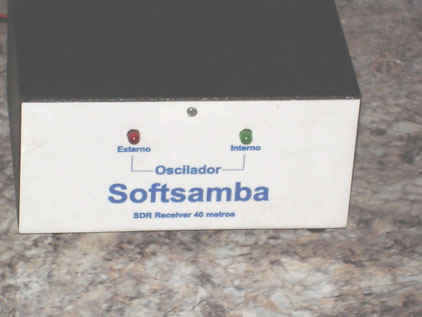 Externo Interno
Oscilador
Softsamba
SDR Receiver 40 metros